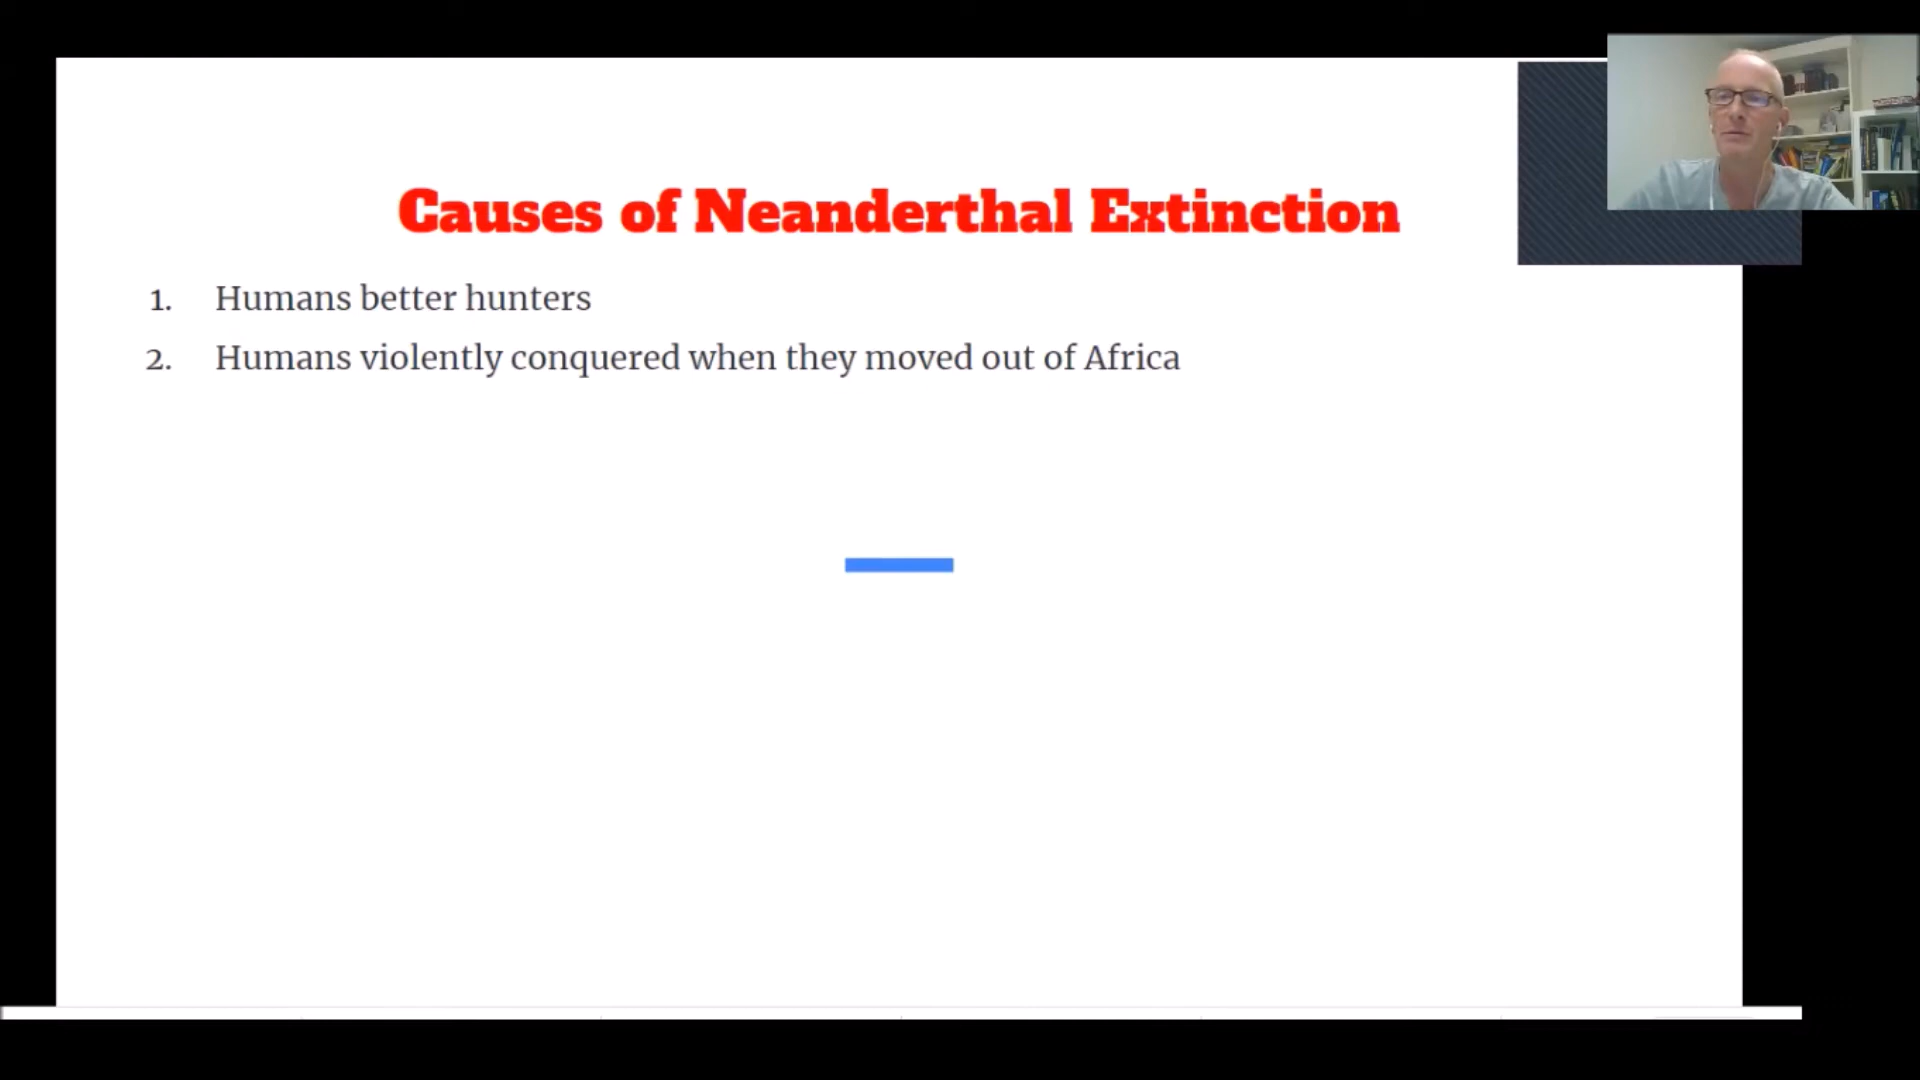 Causes of Neanderthal Extinction
1. Humans better hunters
2. Humans violently conquered when they moved out of Africa